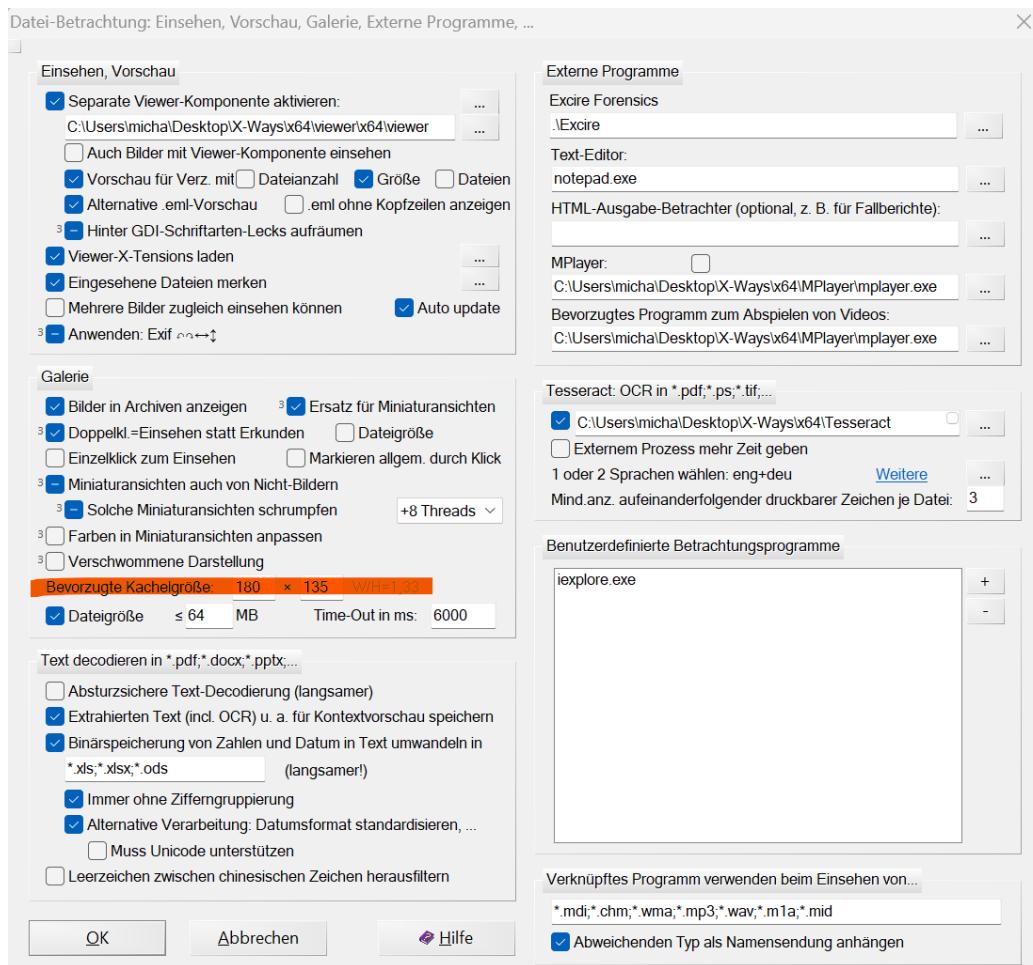 Datei-Betrachtung: Einsehen, Vorschau, Galerie, Externe Programme, ...
Einsehen, Vorschau
Separate Viewer-Komponente aktivieren:
...
C:\Users\micha\Desktop\X-Ways\x64\viewer\x64\viewer
...
Auch Bilder mit Viewer-Komponente einsehen
Vorschau für Verz. mit Dateianzahl Größe Dateien
Alternative .eml-Vorschau .eml ohne Kopfzeilen anzeigen
3 Hinter GDI-Schriftarten-Lecks aufräumen
Viewer-X-Tensions laden
...
Eingesehene Dateien merken
...
Mehrere Bilder zugleich einsehen können Auto update
3 Anwenden: Exif ↶↷↔↕
Galerie
Bilder in Archiven anzeigen 3 Ersatz für Miniaturansichten
3 Doppelkl.=Einsehen statt Erkunden Dateigröße
Einzelklick zum Einsehen Markieren allgem. durch Klick
3 Miniaturansichten auch von Nicht-Bildern
3 Solche Miniaturansichten schrumpfen +8 Threads
3 Farben in Miniaturansichten anpassen
3 Verschwommene Darstellung
Bevorzugte Kachelgröße: 180 × 135 W/H=1,33
Dateigröße ≤ 64 MB Time-Out in ms: 6000
Text decodieren in *.pdf;*.docx;*.pptx;...
Absturzsichere Text-Decodierung (langsamer)
Extrahierten Text (incl. OCR) u. a. für Kontextvorschau speichern
Binärspeicherung von Zahlen und Datum in Text umwandeln in
*.xls;*.xlsx;*.ods (langsamer!)
Immer ohne Zifferngruppierung
Alternative Verarbeitung: Datumsformat standardisieren, ...
Muss Unicode unterstützen
Leerzeichen zwischen chinesischen Zeichen herausfiltern
OK Abbrechen Hilfe
Externe Programme
Excire Forensics
.\Excire
...
Text-Editor:
notepad.exe
...
HTML-Ausgabe-Betrachter (optional, z. B. für Fallberichte):
...
MPlayer:
C:\Users\micha\Desktop\X-Ways\x64\MPlayer\mplayer.exe
...
Bevorzugtes Programm zum Abspielen von Videos:
C:\Users\micha\Desktop\X-Ways\x64\MPlayer\mplayer.exe
...
Tesseract: OCR in *.pdf;*.ps;*.tif;...
C:\Users\micha\Desktop\X-Ways\x64\Tesseract
...
Externem Prozess mehr Zeit geben
1 oder 2 Sprachen wählen: eng+deu Weitere ...
Mind.anz. aufeinanderfolgender druckbarer Zeichen je Datei: 3
Benutzerdefinierte Betrachtungsprogramme
iexplore.exe
+
-
Verknüpftes Programm verwenden beim Einsehen von...
*.mdi;*.chm;*.wma;*.mp3;*.wav;*.m1a;*.mid
Abweichenden Typ als Namensendung anhängen